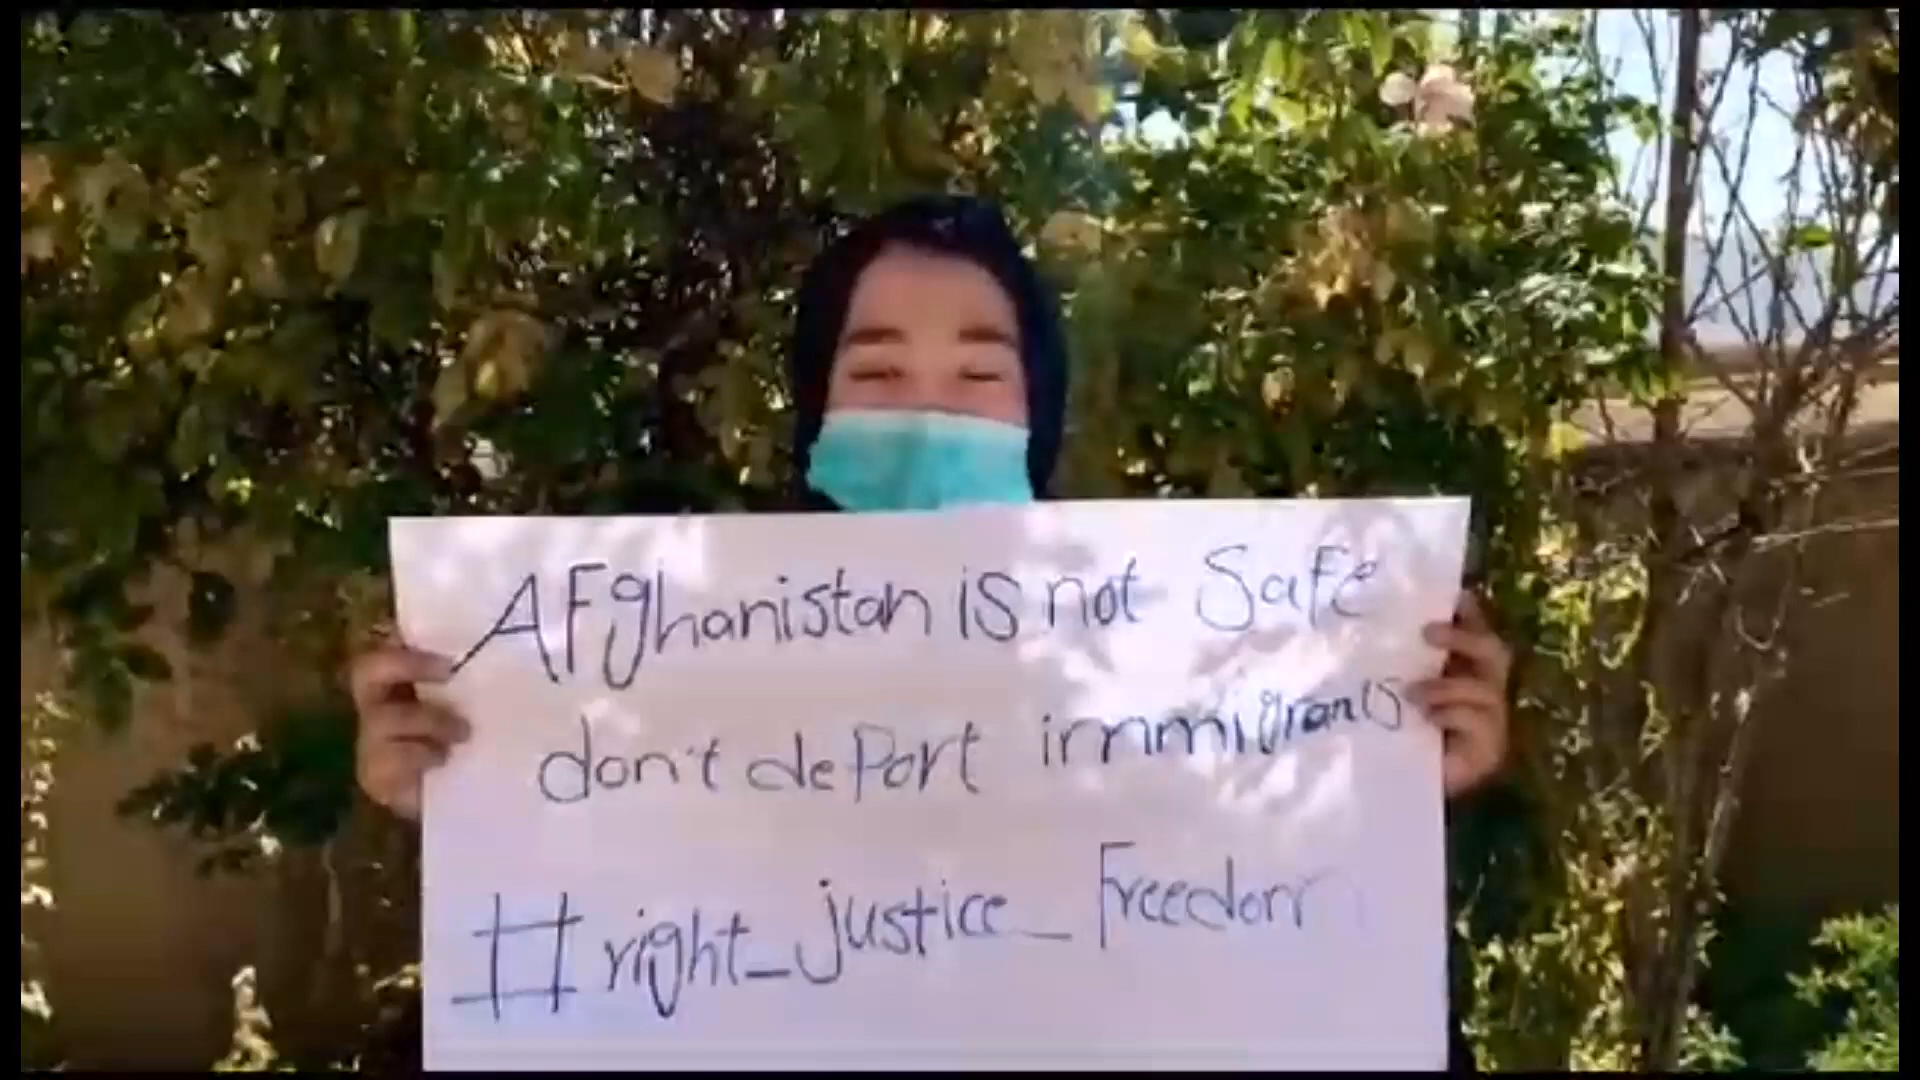 Afghanistan is not Safe
don't deport immigrants
#right_justice_Freedom